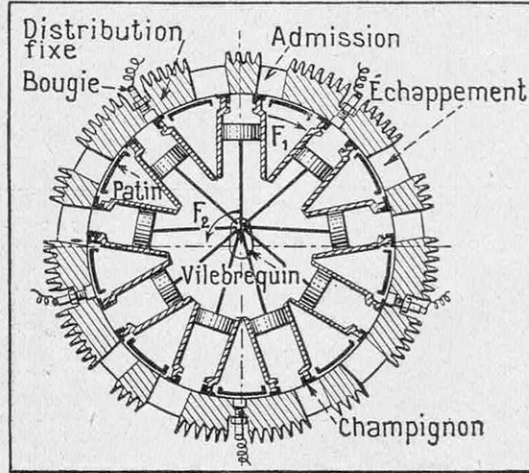 Distribution
fixe
Bougie
Admission
Échappement
F1
Patin
F2
Vilebrequin
Champignon